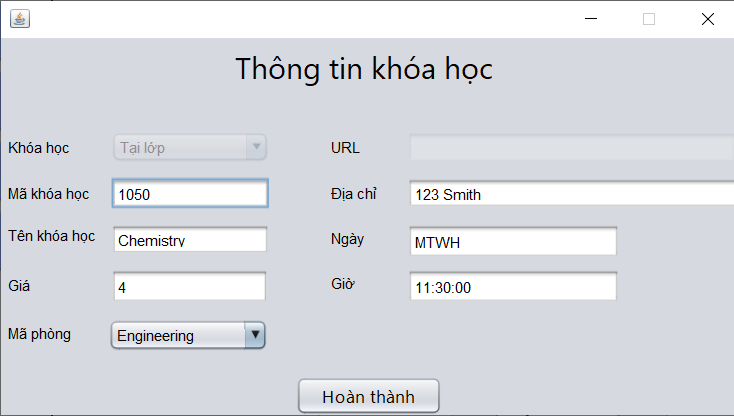 Thông tin khóa học
Khóa học Tại lớp URL
Mã khóa học 1050 Địa chỉ 123 Smith
Tên khóa học Chemistry Ngày MTWH
Giá 4 Giờ 11:30:00
Mã phòng Engineering
Hoàn thành